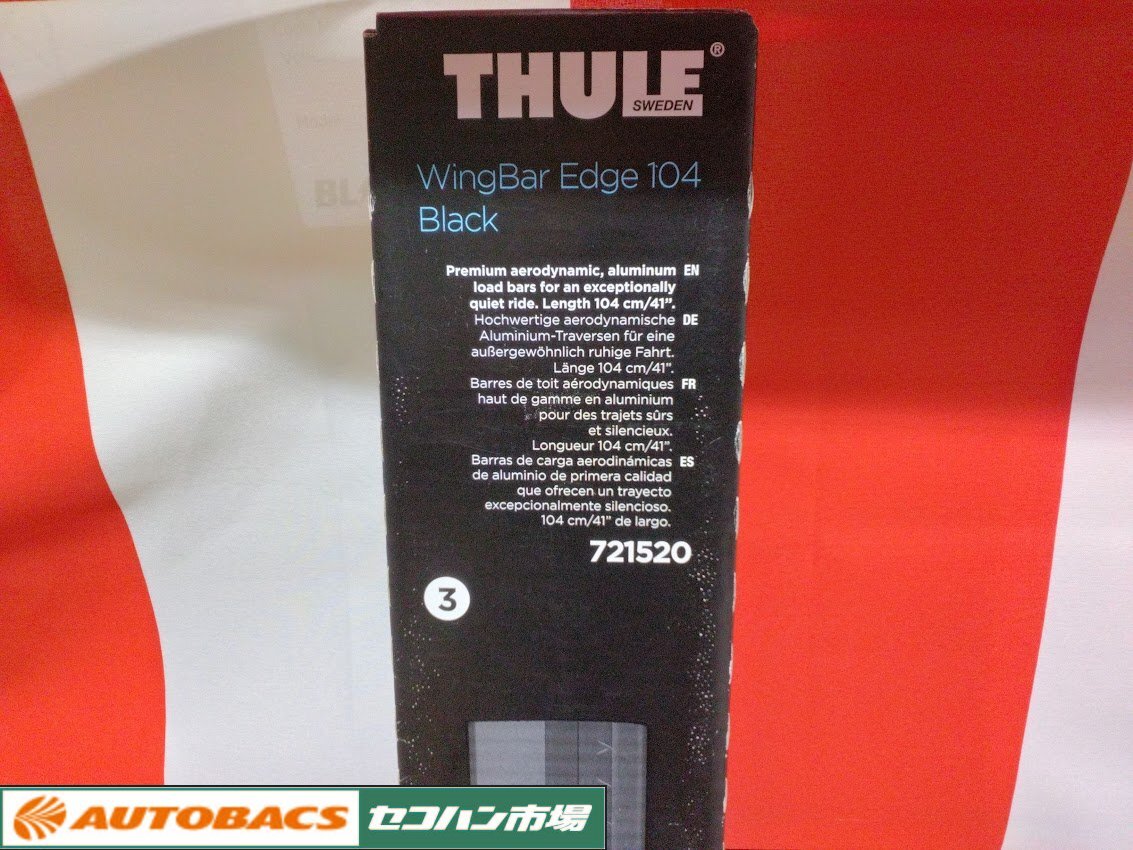 THULE®
SWEDEN
WingBar Edge 104
Black
Premium aerodynamic, aluminum EN
load bars for an exceptionally
quiet ride. Length 104 cm/41”.
Hochwertige aerodynamische DE
Aluminium-Traversen für eine
außergewöhnlich ruhige Fahrt.
Länge 104 cm/41”.
Barres de toit aérodynamiques FR
haut de gamme en aluminium
pour des trajets sûrs
et silencieux.
Longueur 104 cm/41”.
Barras de carga aerodinámicas ES
de aluminio de primera calidad
que ofrecen un trayecto
excepcionalmente silencioso.
104 cm/41” de largo.
721520
3
AUTOBACS セコハン市場